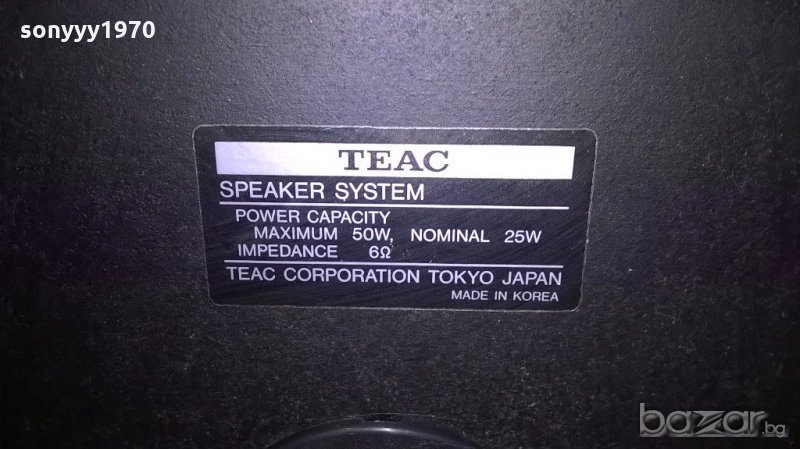 sonyyy1970
TEAC
SPEAKER SYSTEM
POWER CAPACITY
MAXIMUM 50W, NOMINAL 25W
IMPEDANCE 6Ω
TEAC CORPORATION TOKYO JAPAN
MADE IN KOREA
bazar.bg